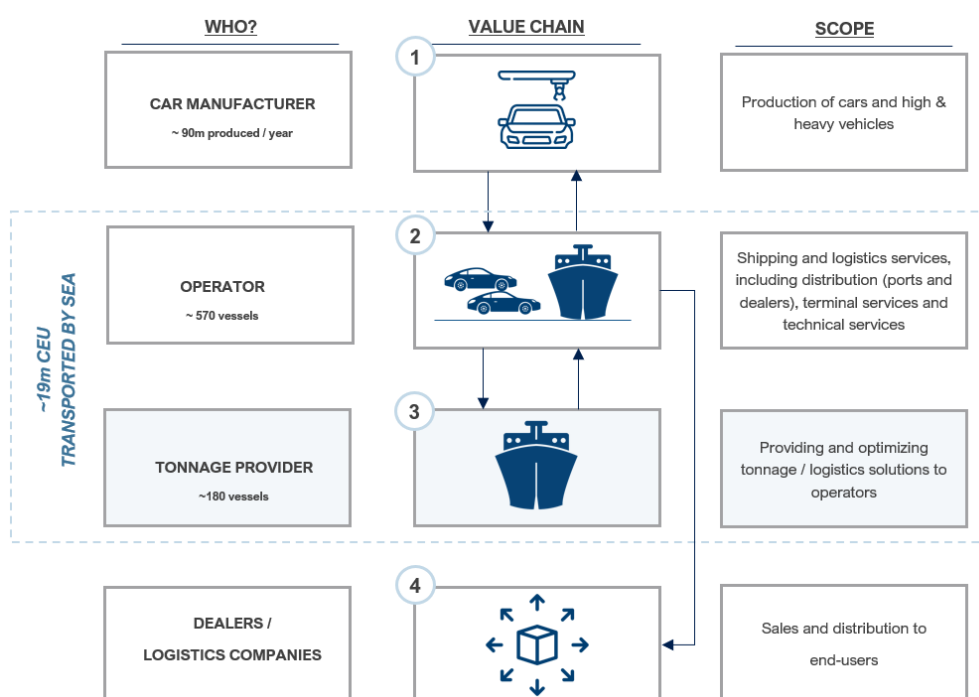 WHO?
VALUE CHAIN
SCOPE
1
CAR MANUFACTURER
~ 90m produced / year
Production of cars and high &
heavy vehicles
~19m CEU
TRANSPORTED BY SEA
2
OPERATOR
~ 570 vessels
Shipping and logistics services,
including distribution (ports and
dealers), terminal services and
technical services
3
TONNAGE PROVIDER
~180 vessels
Providing and optimizing
tonnage / logistics solutions to
operators
4
DEALERS /
LOGISTICS COMPANIES
Sales and distribution to
end-users